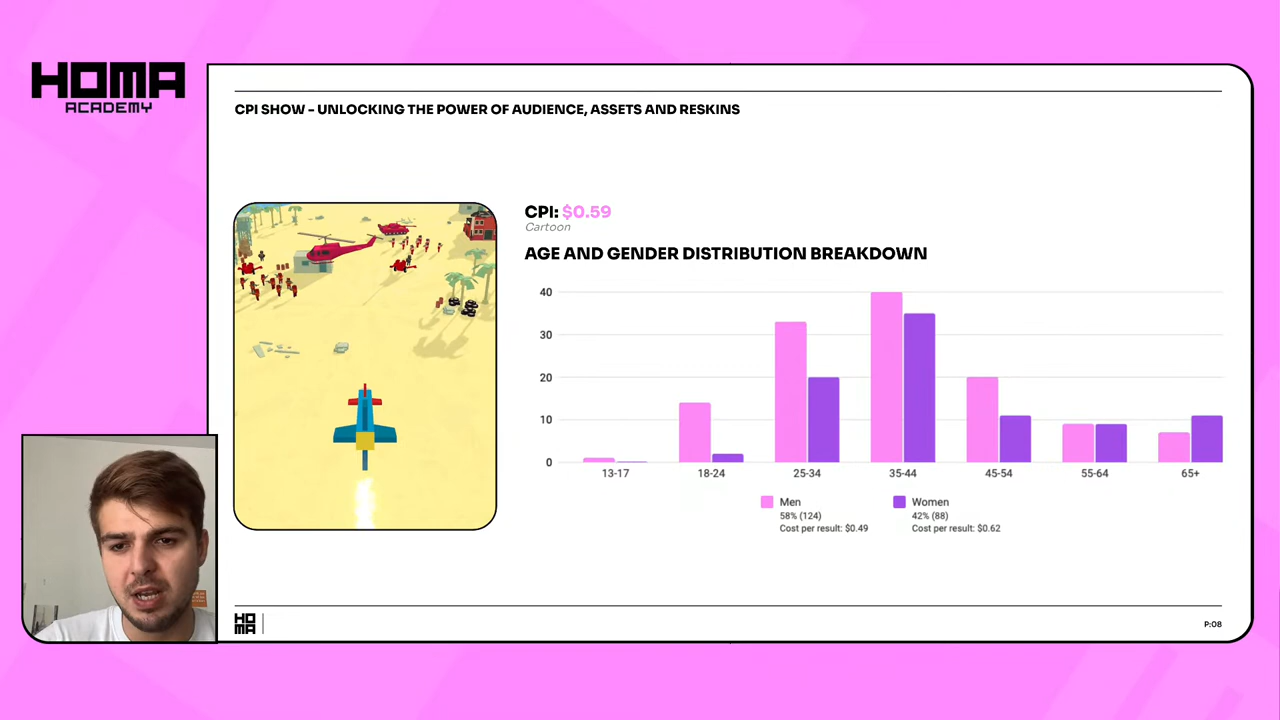 HOMA
ACADEMY
CPI SHOW - UNLOCKING THE POWER OF AUDIENCE, ASSETS AND RESKINS
CPI: $0.59
Cartoon
AGE AND GENDER DISTRIBUTION BREAKDOWN
40
30
20
10
0
13-17
18-24
25-34
35-44
45-54
55-64
65+
Men
58% (124)
Cost per result: $0.49
Women
42% (88)
Cost per result: $0.62
HO
MA
P:08